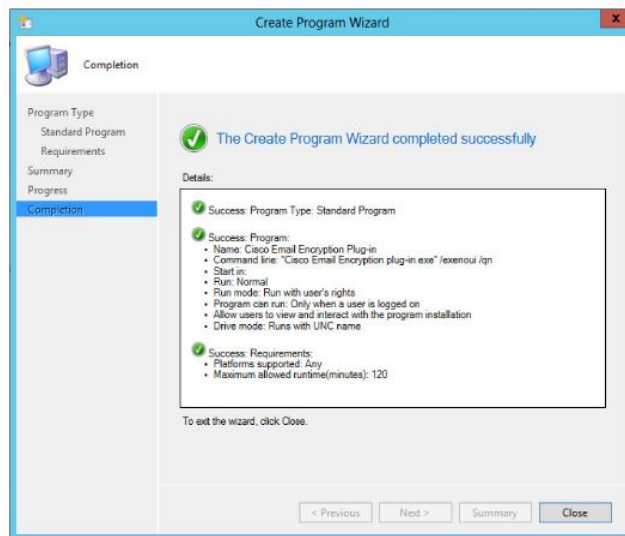 Create Program Wizard
x
Completion
Program Type
Standard Program
Requirements
Summary
Progress
Completion
The Create Program Wizard completed successfully
Details:
Success: Program Type: Standard Program
Success: Program:
• Name: Cisco Email Encryption Plug-in
• Command line: "Cisco Email Encryption plug-in.exe" /exenoui /qn
• Start in:
• Run: Normal
• Run mode: Run with user's rights
• Program can run: Only when a user is logged on
• Allow users to view and interact with the program installation
• Drive mode: Runs with UNC name
Success: Requirements:
• Platforms supported: Any
• Maximum allowed runtime(minutes): 120
To exit the wizard, click Close.
< Previous
Next >
Summary
Close